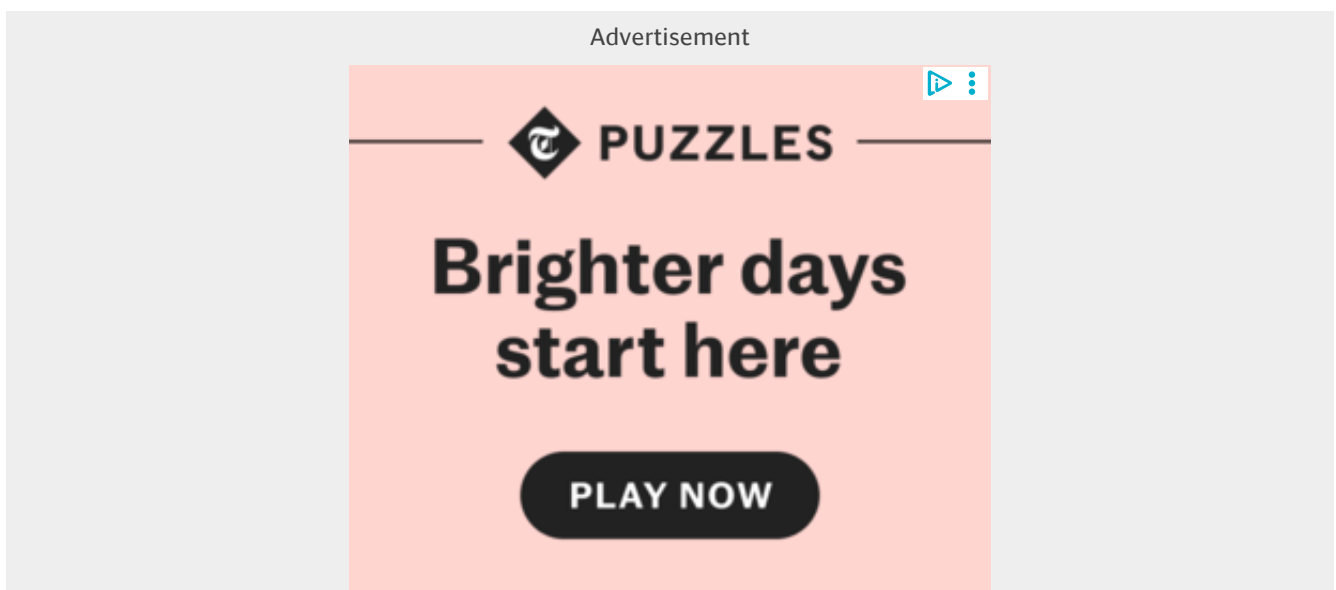 Advertisement
T PUZZLES
Brighter days
start here
PLAY NOW